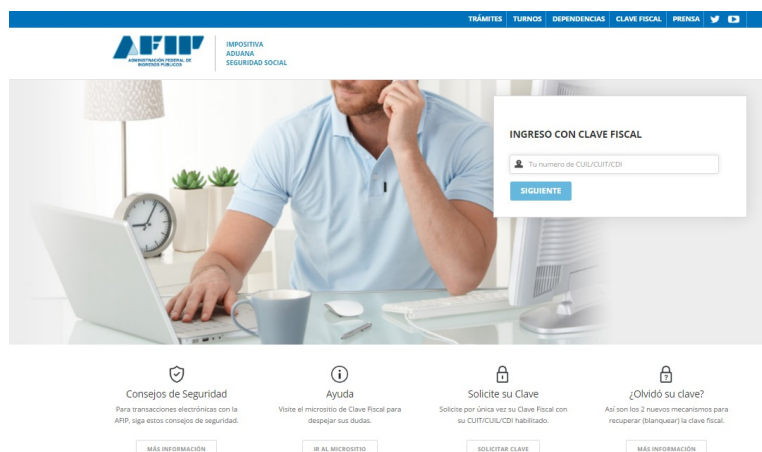 TRÁMITES TURNOS DEPENDENCIAS CLAVE FISCAL PRENSA
AFIP
ADMINISTRACIÓN FEDERAL DE
INGRESOS PÚBLICOS
IMPOSITIVA
ADUANA
SEGURIDAD SOCIAL
INGRESO CON CLAVE FISCAL
Tu numero de CUIL/CUIT/CDI
SIGUIENTE
Consejos de Seguridad
Para transacciones electrónicas con la
AFIP, siga estos consejos de seguridad.
MÁS INFORMACIÓN
Ayuda
Visite el micrositio de Clave Fiscal para
despejar sus dudas.
IR AL MICROSITIO
Solicite su Clave
Solicite por única vez su Clave Fiscal con
su CUIT/CUIL/CDI habilitado.
SOLICITAR CLAVE
¿Olvidó su clave?
Así son los 2 nuevos mecanismos para
recuperar (blanquear) la clave fiscal.
MÁS INFORMACIÓN